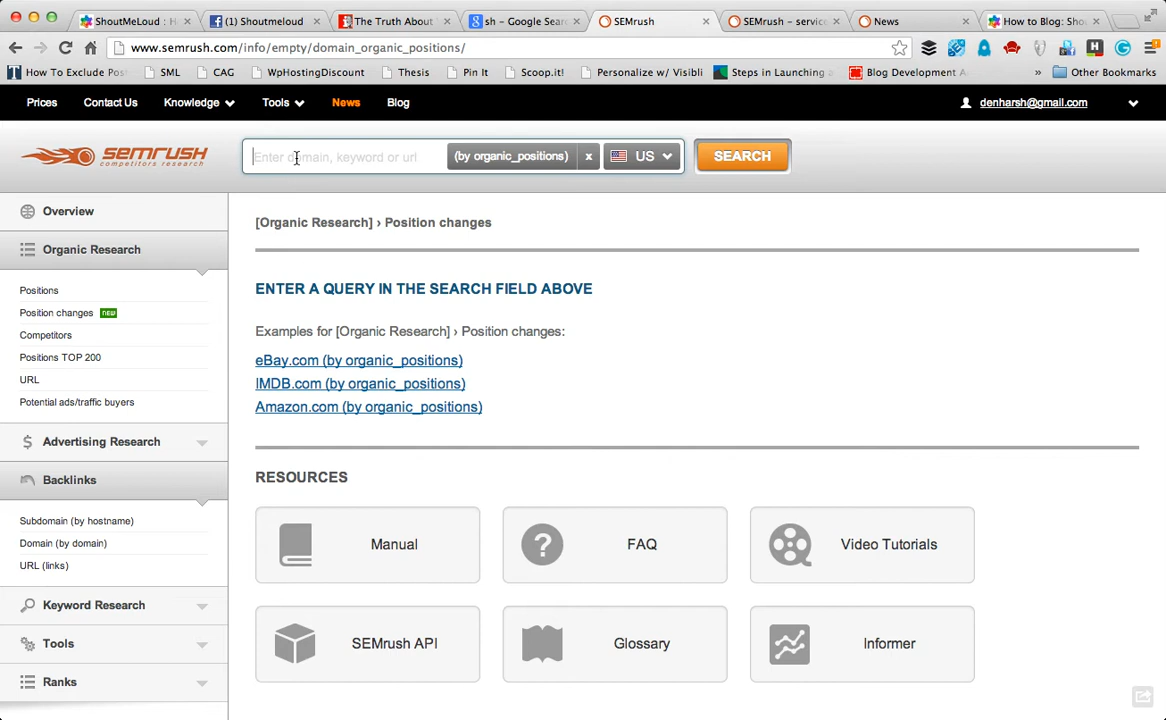 ShoutMeLoud : H
(1) Shoutmeloud
The Truth About
sh – Google Sear
SEMrush
SEMrush – service
News
How to Blog: Sho
www.semrush.com/info/empty/domain_organic_positions/
How To Exclude Pos
SML
CAG
WpHostingDiscount
Thesis
Pin It
Scoop.it!
Personalize w/ Visibli
Steps in Launching a
Blog Development A
»
Other Bookmarks
Prices
Contact Us
Knowledge
Tools
News
Blog
denharsh@gmail.com
semrush
competitors research
Enter domain, keyword or url
(by organic_positions)
x
US
SEARCH
Overview
Organic Research
Positions
Position changes new
Competitors
Positions TOP 200
URL
Potential ads/traffic buyers
Advertising Research
Backlinks
Subdomain (by hostname)
Domain (by domain)
URL (links)
Keyword Research
Tools
Ranks
[Organic Research] › Position changes
ENTER A QUERY IN THE SEARCH FIELD ABOVE
Examples for [Organic Research] › Position changes:
eBay.com (by organic_positions)
IMDB.com (by organic_positions)
Amazon.com (by organic_positions)
RESOURCES
Manual
FAQ
Video Tutorials
SEMrush API
Glossary
Informer